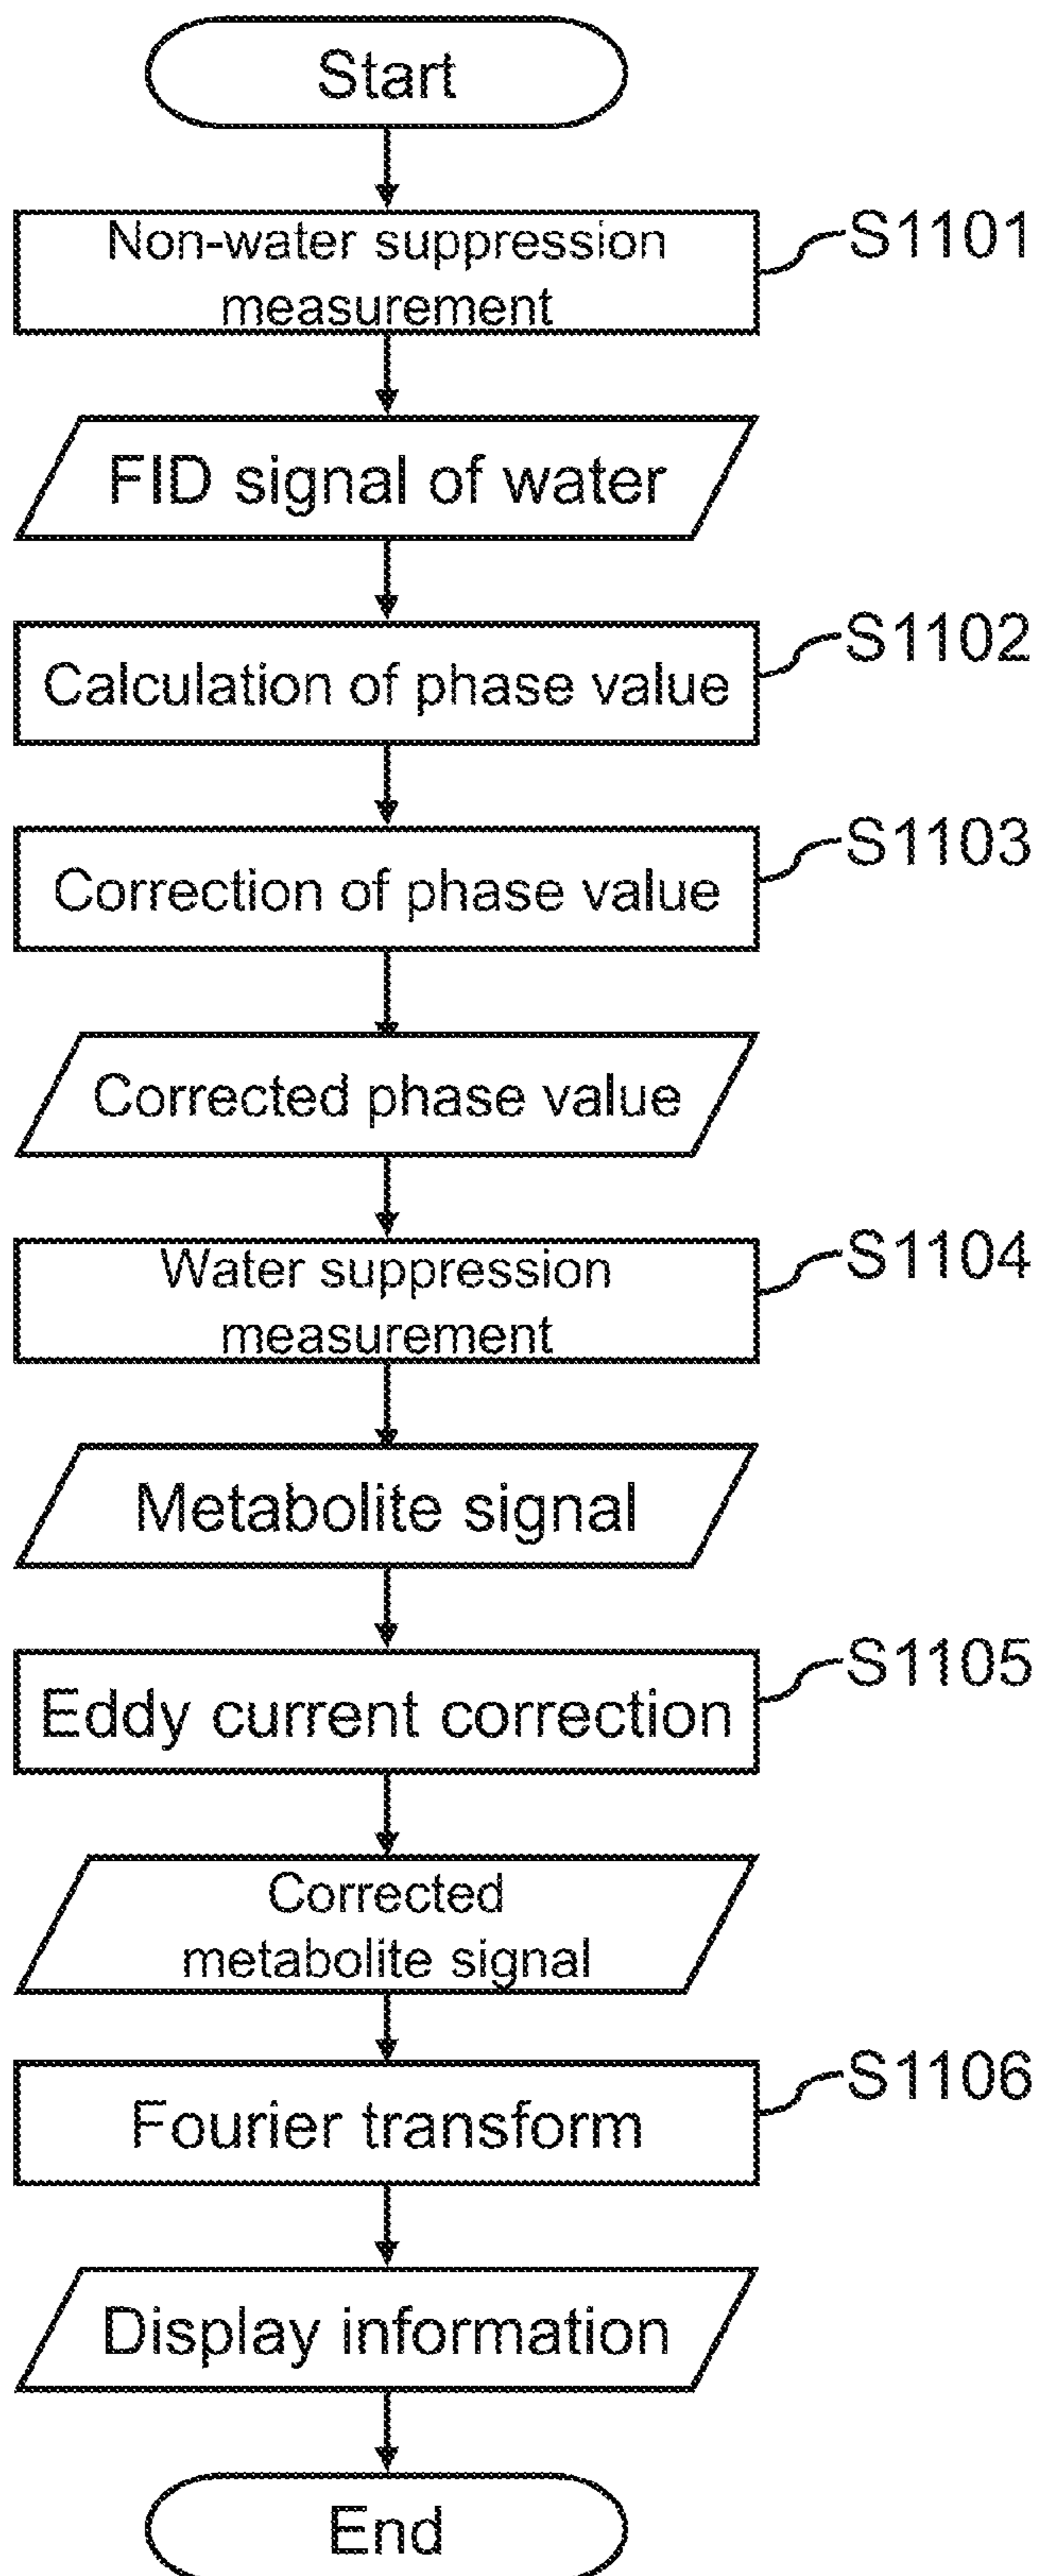 Start
Non-water suppression
measurement
S1101
FID signal of water
Calculation of phase value
S1102
Correction of phase value
S1103
Corrected phase value
Water suppression
measurement
S1104
Metabolite signal
Eddy current correction
S1105
Corrected
metabolite signal
Fourier transform
S1106
Display information
End